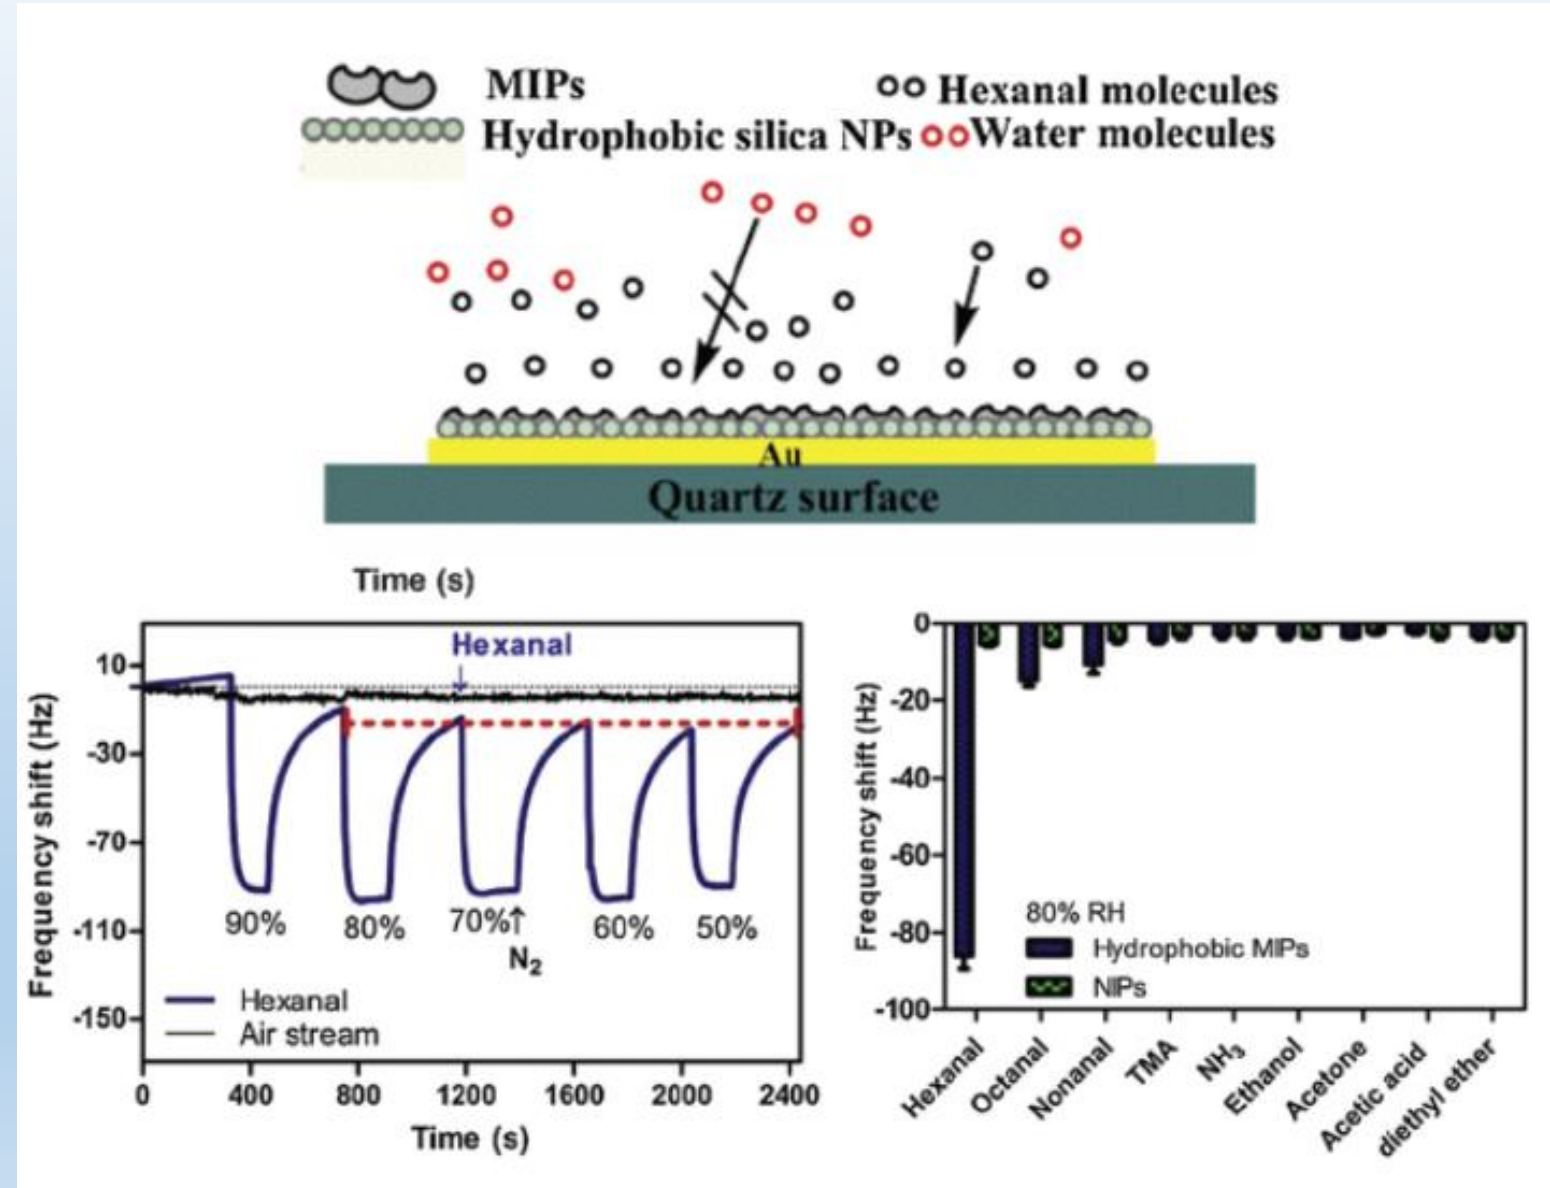 MIPs
Hexanal molecules
Hydrophobic silica NPs
Water molecules
Au
Quartz surface
Time (s)
Hexanal
10
-30
-70
-110
-150
Frequency shift (Hz)
90%
80%
70%
60%
50%
N2
Hexanal
Air stream
0
400
800
1200
1600
2000
2400
Time (s)
0
-20
-40
-60
-80
-100
Frequency shift (Hz)
80% RH
Hydrophobic MIPs
NIPs
Hexanal
Octanal
Nonanal
TMA
NH3
Ethanol
Acetone
Acetic acid
diethyl ether